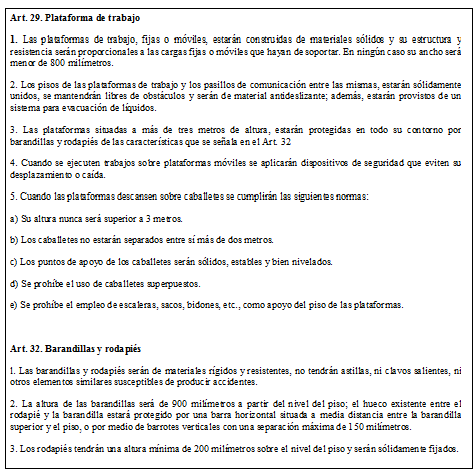 Art. 29. Plataforma de trabajo
1. Las plataformas de trabajo, fijas o móviles, estarán construidas de materiales sólidos y su estructura y
resistencia serán proporcionales a las cargas fijas o móviles que hayan de soportar. En ningún caso su ancho será
menor de 800 milímetros.
2. Los pisos de las plataformas de trabajo y los pasillos de comunicación entre las mismas, estarán sólidamente
unidos, se mantendrán libres de obstáculos y serán de material antideslizante; además, estarán provistos de un
sistema para evacuación de líquidos.
3. Las plataformas situadas a más de tres metros de altura, estarán protegidas en todo su contorno por
barandillas y rodapiés de las características que se señala en el Art. 32
4. Cuando se ejecuten trabajos sobre plataformas móviles se aplicarán dispositivos de seguridad que eviten su
desplazamiento o caída.
5. Cuando las plataformas descansen sobre caballetes se cumplirán las siguientes normas:
a) Su altura nunca será superior a 3 metros.
b) Los caballetes no estarán separados entre sí más de dos metros.
c) Los puntos de apoyo de los caballetes serán sólidos, estables y bien nivelados.
d) Se prohíbe el uso de caballetes superpuestos.
e) Se prohíbe el empleo de escaleras, sacos, bidones, etc., como apoyo del piso de las plataformas.
Art. 32. Barandillas y rodapiés
1. Las barandillas y rodapiés serán de materiales rígidos y resistentes, no tendrán astillas, ni clavos salientes, ni
otros elementos similares susceptibles de producir accidentes.
2. La altura de las barandillas será de 900 milímetros a partir del nivel del piso; el hueco existente entre el
rodapié y la barandilla estará protegido por una barra horizontal situada a media distancia entre la barandilla
superior y el piso, o por medio de barrotes verticales con una separación máxima de 150 milímetros.
3. Los rodapiés tendrán una altura mínima de 200 milímetros sobre el nivel del piso y serán sólidamente fijados.